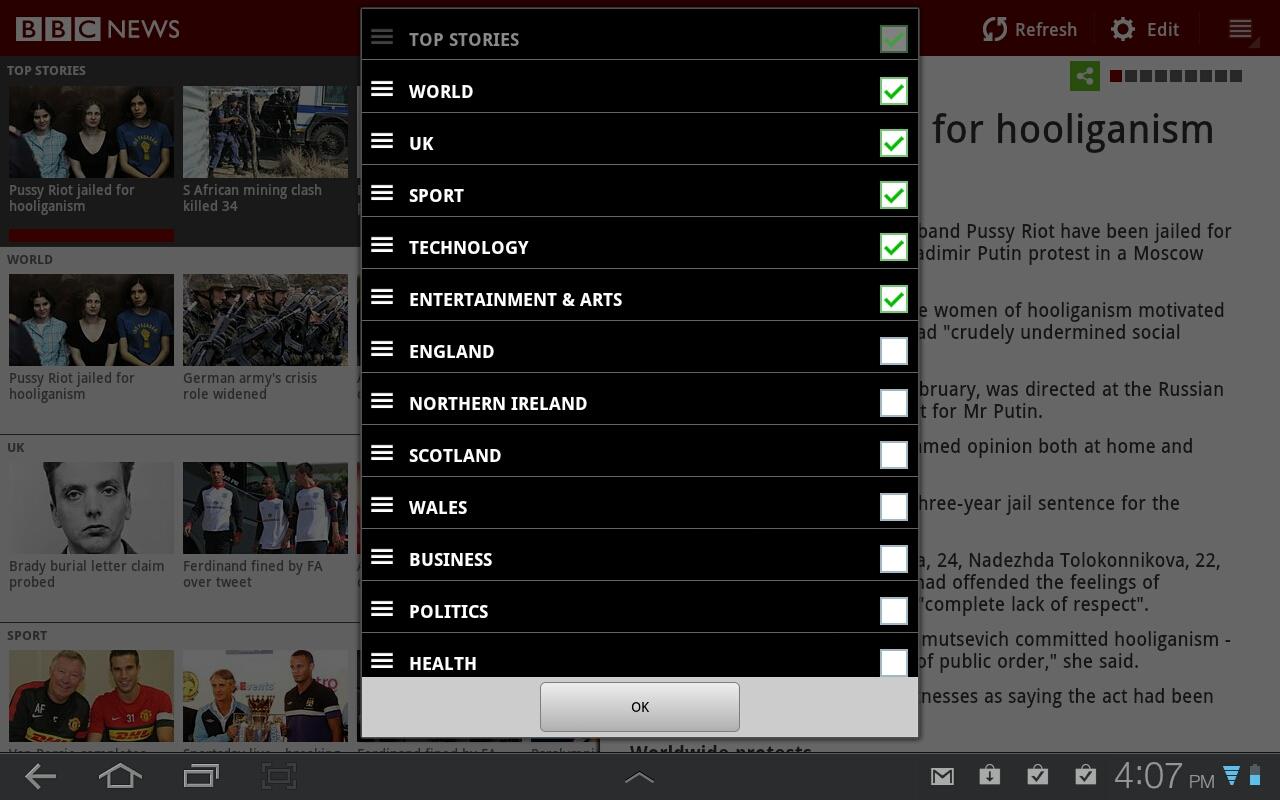 BBC NEWS
Refresh
Edit
TOP STORIES
Pussy Riot jailed for
hooliganism
S African mining clash
killed 34
WORLD
Pussy Riot jailed for
hooliganism
German army's crisis
role widened
UK
Brady burial letter claim
probed
Ferdinand fined by FA
over tweet
SPORT
TOP STORIES
WORLD
UK
SPORT
TECHNOLOGY
ENTERTAINMENT & ARTS
ENGLAND
NORTHERN IRELAND
SCOTLAND
WALES
BUSINESS
POLITICS
HEALTH
OK
for hooliganism
band Pussy Riot have been jailed for
adimir Putin protest in a Moscow
e women of hooliganism motivated
ad "crudely undermined social
bruary, was directed at the Russian
t for Mr Putin.
med opinion both at home and
hree-year jail sentence for the
a, 24, Nadezhda Tolokonnikova, 22,
had offended the feelings of
"complete lack of respect".
mutsevich committed hooliganism -
of public order," she said.
nesses as saying the act had been
Worldwide protests
4:07 PM